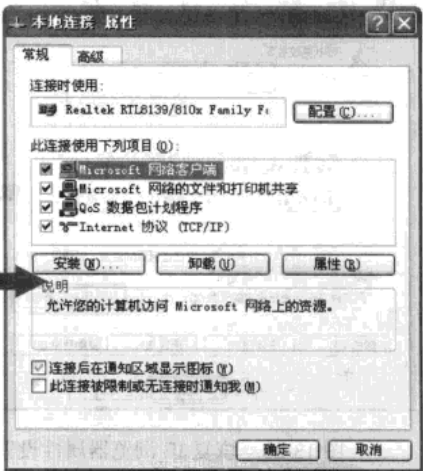 本地连接 属性
常规 高级
连接时使用:
Realtek RTL8139/810x Family Fa
配置(C)...
此连接使用下列项目(O):
Microsoft 网络客户端
Microsoft 网络的文件和打印机共享
QoS 数据包计划程序
Internet 协议 (TCP/IP)
安装(N)... 卸载(U) 属性(R)
说明
允许您的计算机访问 Microsoft 网络上的资源。
连接后在通知区域显示图标(W)
此连接被限制或无连接时通知我(M)
确定 取消